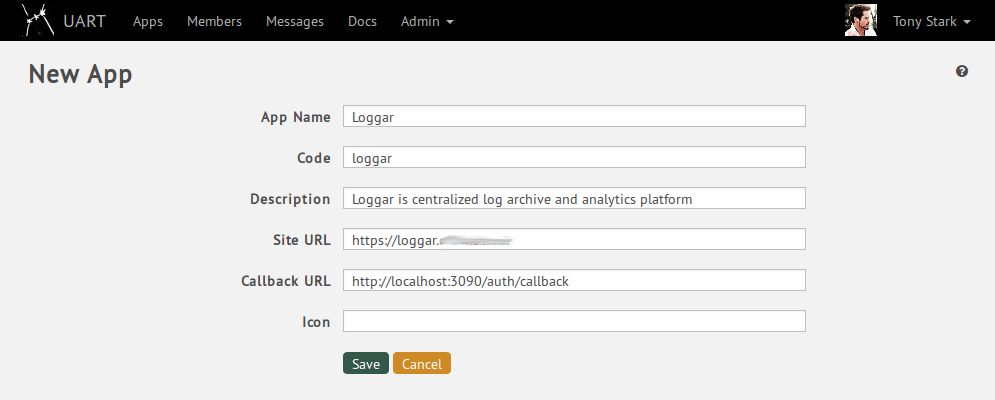 UART Apps Members Messages Docs Admin Tony Stark
New App
App Name Loggar
Code loggar
Description Loggar is centralized log archive and analytics platform
Site URL https://loggar.
Callback URL http://localhost:3090/auth/callback
Icon
Save Cancel